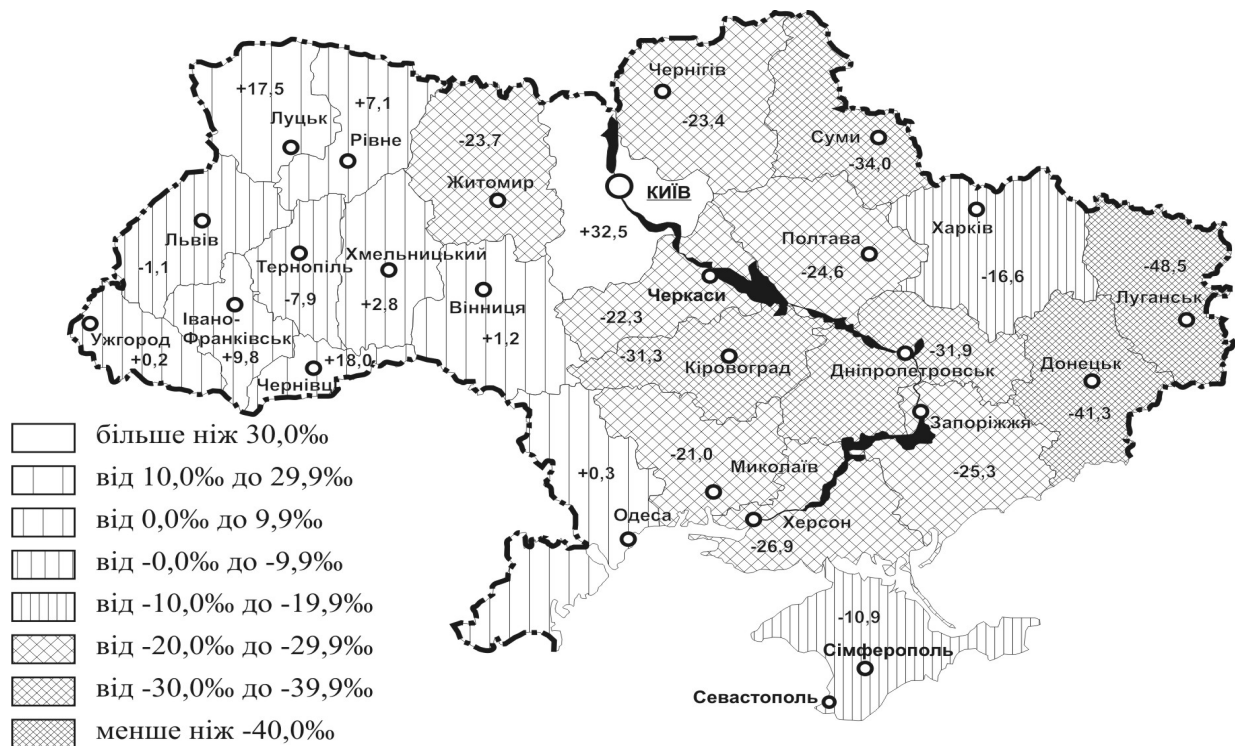 Чернігів
-23,4
Суми
-34,0
+17,5
Луцьк
+7,1
Рівне
-23,7
Житомир
КИЇВ
+32,5
Полтава
-24,6
Харків
-16,6
-48,5
Луганськ
Львів
-1,1
Тернопіль
-7,9
Хмельницький
+2,8
Вінниця
+1,2
Черкаси
-22,3
Ужгород
+0,2
Івано-
Франківськ
+9,8
+18,0
Чернівці
-31,3
Кіровоград
-31,9
Дніпропетровськ
Донецьк
-41,3
Запоріжжя
-25,3
-21,0
Миколаїв
+0,3
Одеса
Херсон
-26,9
-10,9
Сімферополь
Севастополь
більше ніж 30,0‰
від 10,0‰ до 29,9‰
від 0,0‰ до 9,9‰
від -0,0‰ до -9,9‰
від -10,0‰ до -19,9‰
від -20,0‰ до -29,9‰
від -30,0‰ до -39,9‰
менше ніж -40,0‰